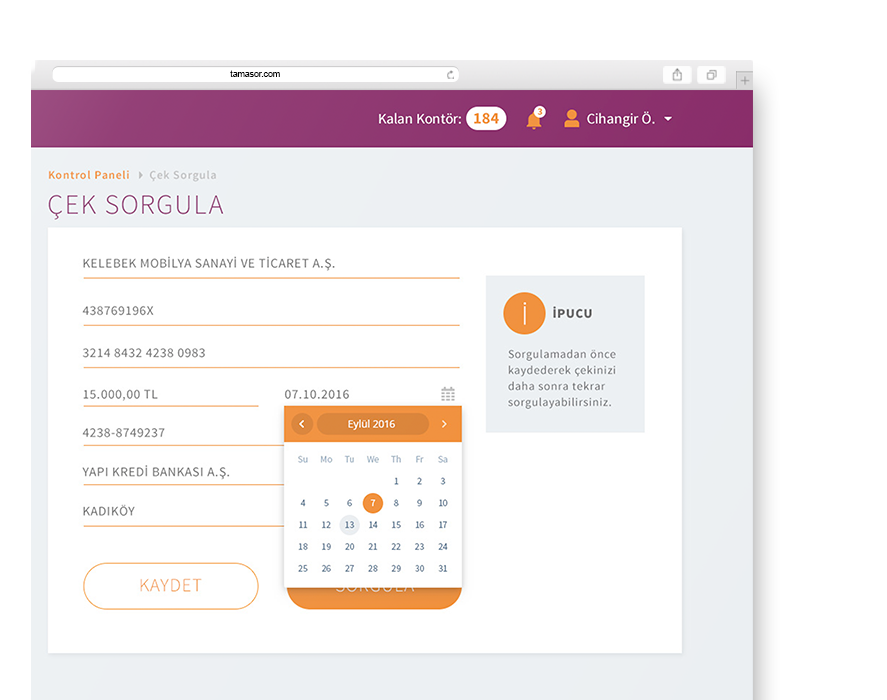 tamasor.com
Kalan Kontör: 184
3
Cihangir Ö.
Kontrol Paneli Çek Sorgula
ÇEK SORGULA
KELEBEK MOBİLYA SANAYİ VE TİCARET A.Ş.
438769196X
3214 8432 4238 0983
15.000,00 TL
07.10.2016
4238-8749237
YAPI KREDİ BANKASI A.Ş.
KADIKÖY
Eylül 2016
Su Mo Tu We Th Fr Sa
1 2 3
4 5 6 7 8 9 10
11 12 13 14 15 16 17
18 19 20 21 22 23 24
25 26 27 28 29 30 31
KAYDET
SORGULA
i İPUCU
Sorgulamadan önce
kaydederek çekinizi
daha sonra tekrar
sorgulayabilirsiniz.